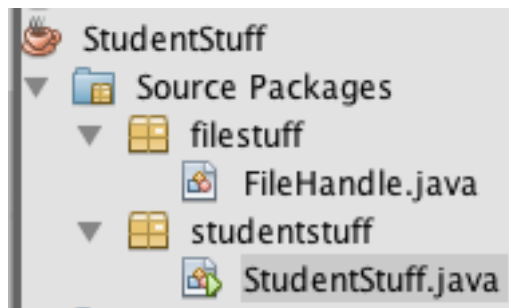 StudentStuff
Source Packages
filestuff
FileHandle.java
studentstuff
StudentStuff.java